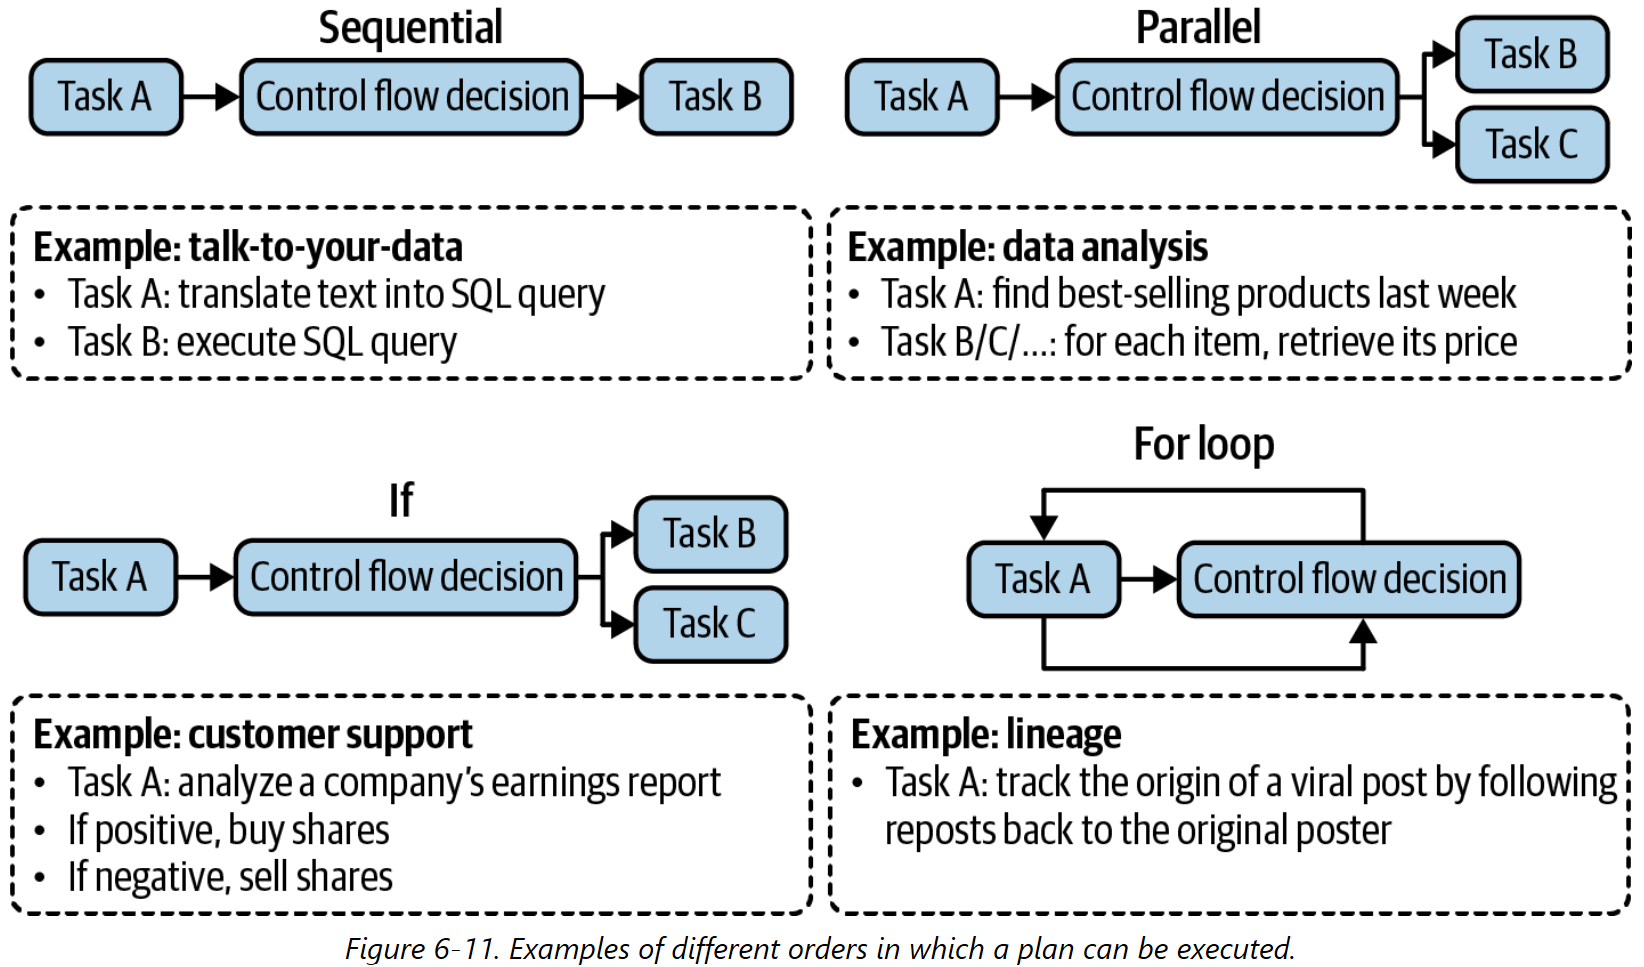 Sequential
Task A
Control flow decision
Task B
Example: talk-to-your-data
• Task A: translate text into SQL query
• Task B: execute SQL query
Parallel
Task A
Control flow decision
Task B
Task C
Example: data analysis
• Task A: find best-selling products last week
• Task B/C/...: for each item, retrieve its price
If
Task A
Control flow decision
Task B
Task C
Example: customer support
• Task A: analyze a company’s earnings report
• If positive, buy shares
• If negative, sell shares
For loop
Task A
Control flow decision
Example: lineage
• Task A: track the origin of a viral post by following
reposts back to the original poster
Figure 6-11. Examples of different orders in which a plan can be executed.